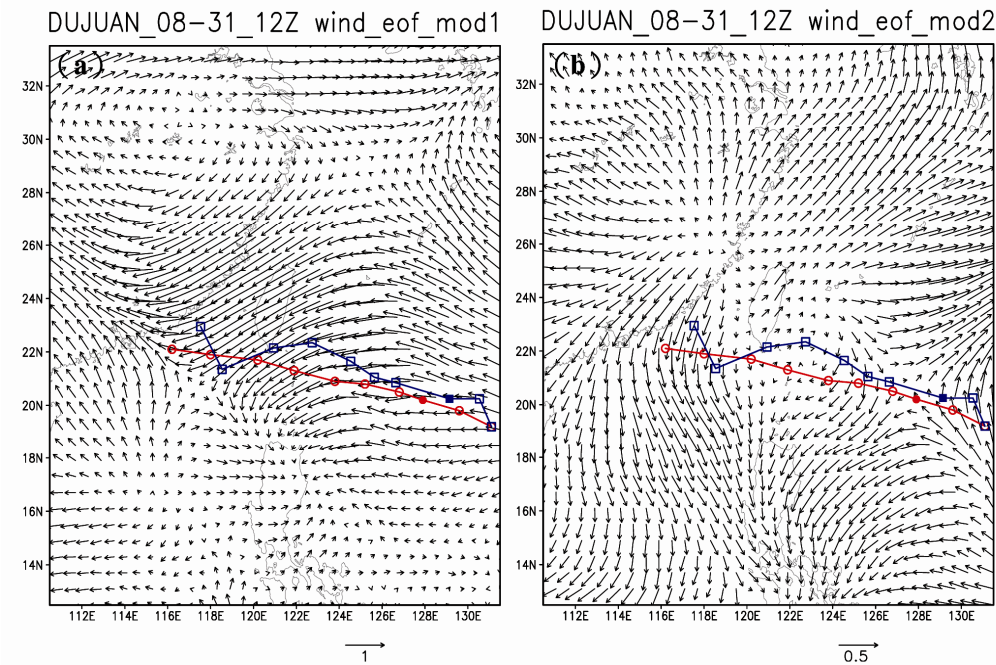 DUJUAN_08-31_12Z wind_eof_mod1
DUJUAN_08-31_12Z wind_eof_mod2
(a)
(b)
32N
30N
28N
26N
24N
22N
20N
18N
16N
14N
112E 114E 116E 118E 120E 122E 124E 126E 128E 130E
1
32N
30N
28N
26N
24N
22N
20N
18N
16N
14N
112E 114E 116E 118E 120E 122E 124E 126E 128E 130E
0.5